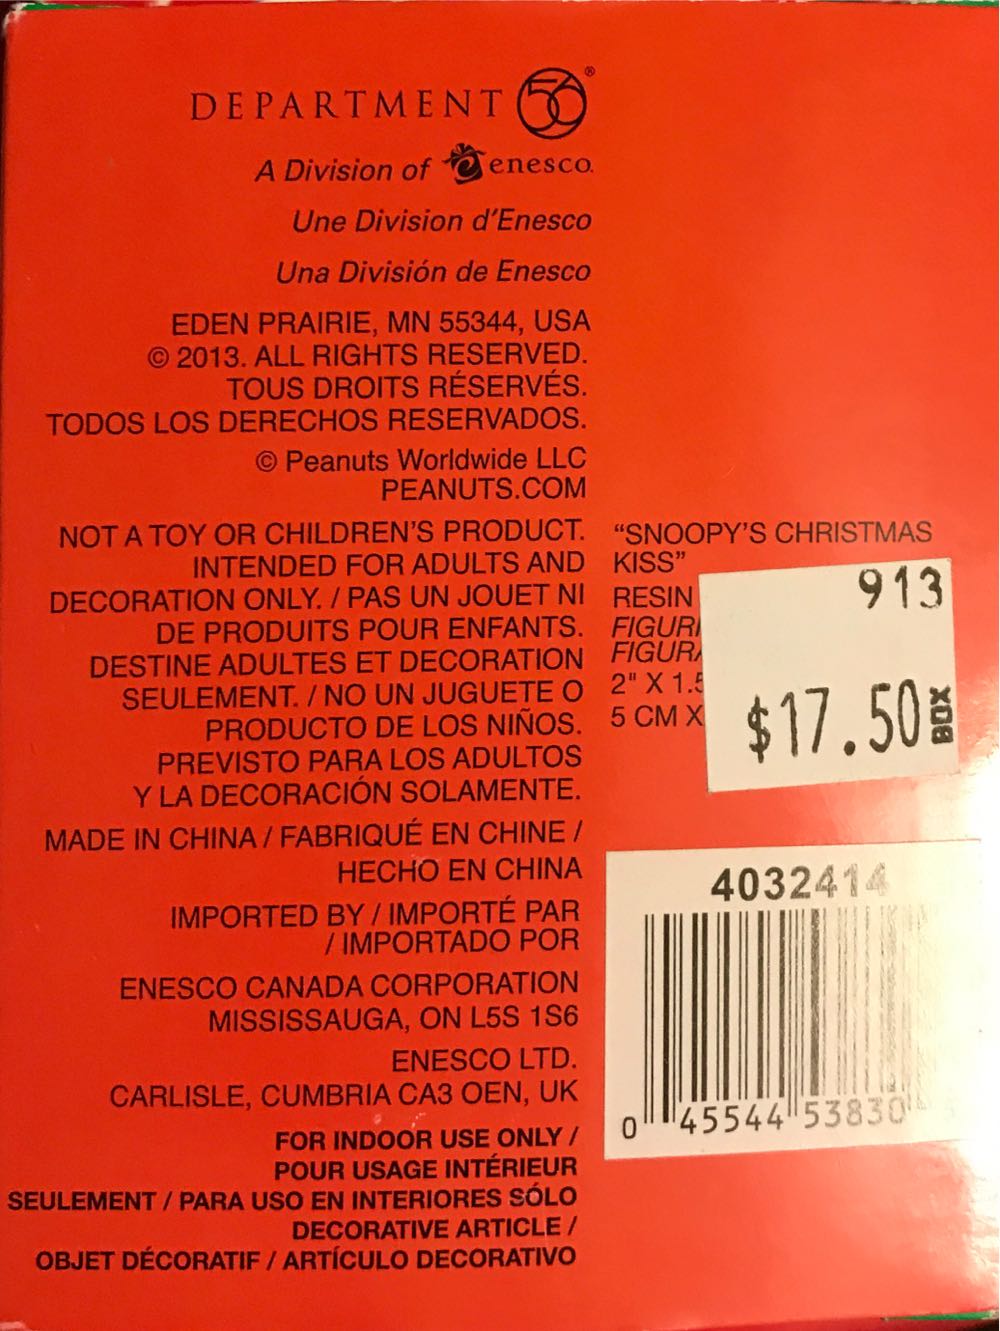 DEPARTMENT 56®
A Division of enesco.
Une Division d'Enesco
Una División de Enesco
EDEN PRAIRIE, MN 55344, USA
© 2013. ALL RIGHTS RESERVED.
TOUS DROITS RÉSERVÉS.
TODOS LOS DERECHOS RESERVADOS.
© Peanuts Worldwide LLC
PEANUTS.COM
NOT A TOY OR CHILDREN'S PRODUCT.
INTENDED FOR ADULTS AND
DECORATION ONLY. / PAS UN JOUET NI
DE PRODUITS POUR ENFANTS.
DESTINE ADULTES ET DECORATION
SEULEMENT. / NO UN JUGUETE O
PRODUCTO DE LOS NIÑOS.
PREVISTO PARA LOS ADULTOS
Y LA DECORACIÓN SOLAMENTE.
MADE IN CHINA / FABRIQUÉ EN CHINE /
HECHO EN CHINA
IMPORTED BY / IMPORTÉ PAR
/ IMPORTADO POR
ENESCO CANADA CORPORATION
MISSISSAUGA, ON L5S 1S6
ENESCO LTD.
CARLISLE, CUMBRIA CA3 OEN, UK
FOR INDOOR USE ONLY /
POUR USAGE INTÉRIEUR
SEULEMENT / PARA USO EN INTERIORES SÓLO
DECORATIVE ARTICLE /
OBJET DÉCORATIF / ARTÍCULO DECORATIVO
"SNOOPY'S CHRISTMAS
KISS"
RESIN
2" X 1.5
5 CM X
913
$17.50 BOX
4032414
0 45544 53830